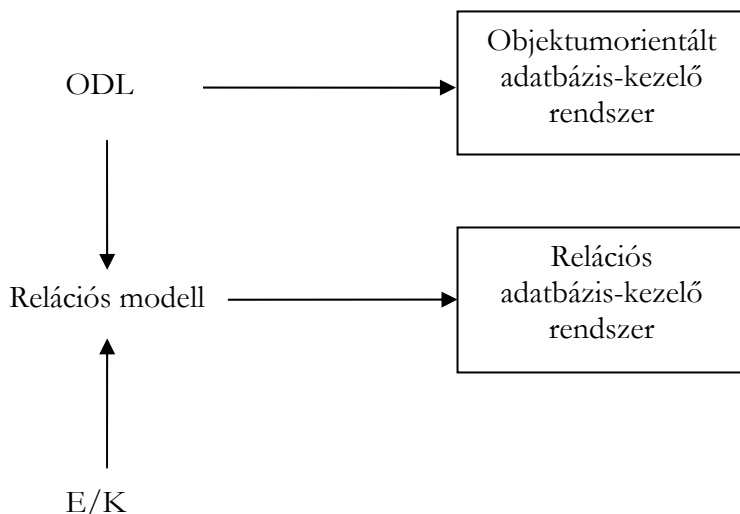 ODL
Objektumorientált
adatbázis-kezelő
rendszer
Relációs modell
Relációs
adatbázis-kezelő
rendszer
E/K